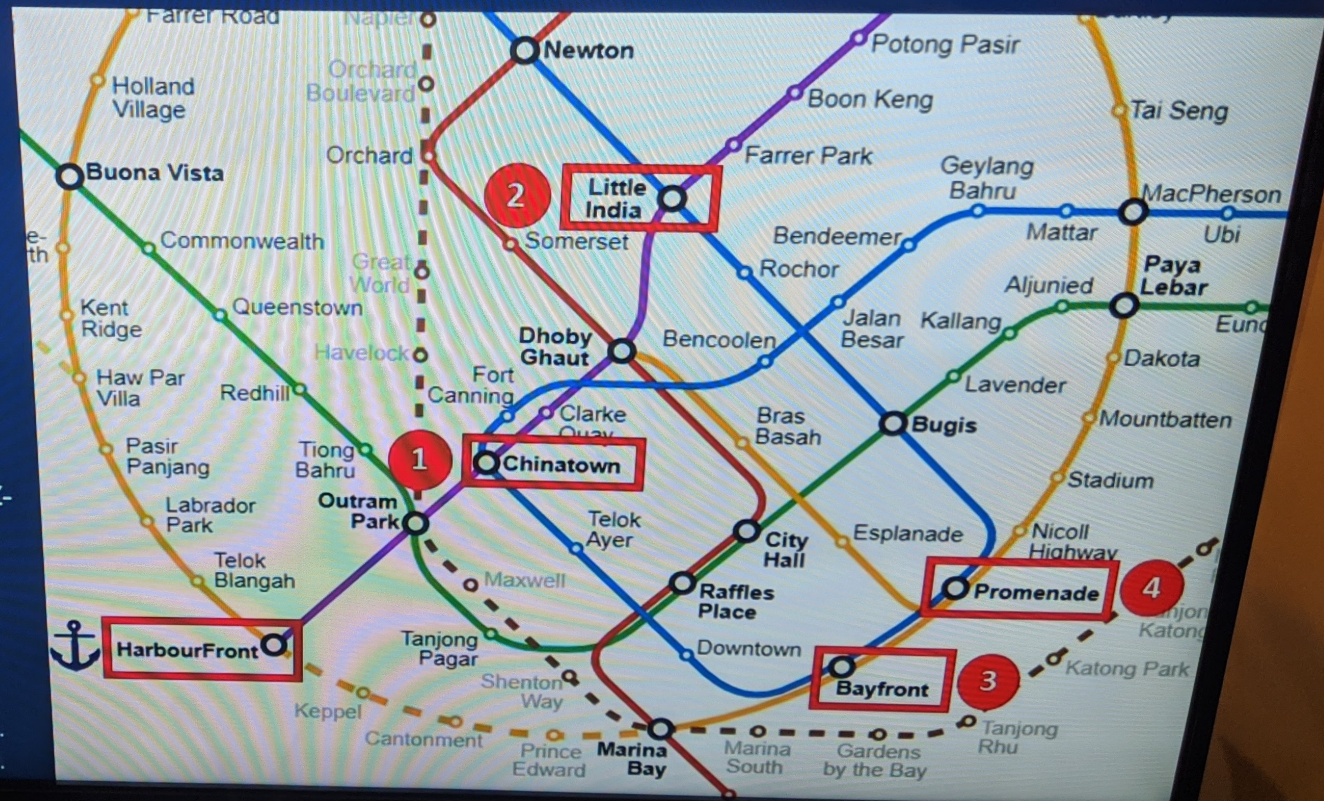 Farrer Road
Napier
Newton
Potong Pasir
Holland
Village
Orchard
Boulevard
Boon Keng
Tai Seng
Buona Vista
Orchard
Farrer Park
Geylang
Bahru
MacPherson
2
Little
India
Commonwealth
Somerset
Bendeemer
Mattar
Ubi
e-
th
Great
World
Rochor
Aljunied
Paya
Lebar
Kent
Ridge
Queenstown
Dhoby
Ghaut
Bencoolen
Jalan
Besar
Kallang
Eunc
Havelock
Dakota
Haw Par
Villa
Redhill
Fort
Canning
Clarke
Quay
Bras
Basah
Lavender
Bugis
Mountbatten
Pasir
Panjang
Tiong
Bahru
1
Chinatown
Stadium
Labrador
Park
Outram
Park
Telok
Ayer
City
Hall
Esplanade
Nicoll
Highway
Telok
Blangah
Maxwell
Raffles
Place
Promenade
4
anjon
Katong
HarbourFront
Tanjong
Pagar
Downtown
Katong Park
Shenton
Way
Bayfront
3
Keppel
Cantonment
Prince
Edward
Marina
Bay
Marina
South
Gardens
by the Bay
Tanjong
Rhu